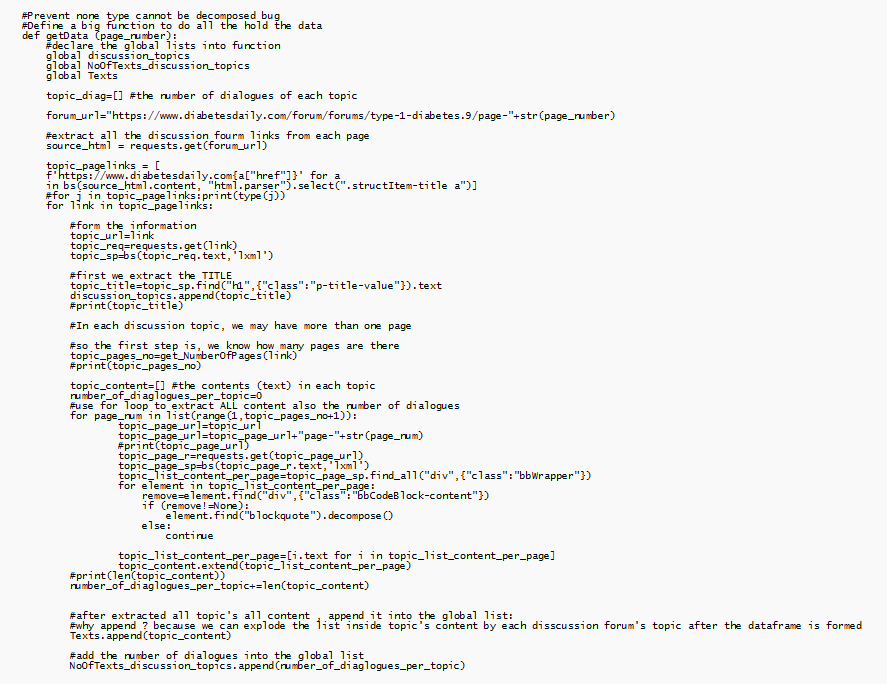 #Prevent none type cannot be decomposed bug
#Define a big function to do all the hold the data
def getData (page_number):
    #declare the global lists into function
    global discussion_topics
    global NoOfTexts_discussion_topics
    global Texts

    topic_diag=[] #the number of dialogues of each topic

    forum_url="https://www.diabetesdaily.com/forum/forums/type-1-diabetes.9/page-"+str(page_number)

    #extract all the discussion fourm links from each page
    source_html = requests.get(forum_url)

    topic_pagelinks = [
    f'https://www.diabetesdaily.com{a["href"]}' for a
    in bs(source_html.content, "html.parser").select(".structItem-title a")]
    #for j in topic_pagelinks:print(type(j))
    for link in topic_pagelinks:

        #form the information
        topic_url=link
        topic_req=requests.get(link)
        topic_sp=bs(topic_req.text,'lxml')

        #first we extract the TITLE
        topic_title=topic_sp.find("h1",{"class":"p-title-value"}).text
        discussion_topics.append(topic_title)
        #print(topic_title)

        #In each discussion topic, we may have more than one page

        #so the first step is, we know how many pages are there
        topic_pages_no=get_NumberOfPages(link)
        #print(topic_pages_no)

        topic_content=[] #the contents (text) in each topic
        number_of_diaglogues_per_topic=0
        #use for loop to extract ALL content also the number of dialogues
        for page_num in list(range(1,topic_pages_no+1)):
                topic_page_url=topic_url
                topic_page_url=topic_page_url+"page-"+str(page_num)
                #print(topic_page_url)
                topic_page_r=requests.get(topic_page_url)
                topic_page_sp=bs(topic_page_r.text,'lxml')
                topic_list_content_per_page=topic_page_sp.find_all("div",{"class":"bbWrapper"})
                for element in topic_list_content_per_page:
                    remove=element.find("div",{"class":"bbCodeBlock-content"})
                    if (remove!=None):
                        element.find("blockquote").decompose()
                    else:
                        continue

                topic_list_content_per_page=[i.text for i in topic_list_content_per_page]
                topic_content.extend(topic_list_content_per_page)
        #print(len(topic_content))
        number_of_diaglogues_per_topic+=len(topic_content)


        #after extracted all topic's all content , append it into the global list:
        #why append ? because we can explode the list inside topic's content by each disscussion forum's topic after the dataframe is formed
        Texts.append(topic_content)

        #add the number of dialogues into the global list
        NoOfTexts_discussion_topics.append(number_of_diaglogues_per_topic)